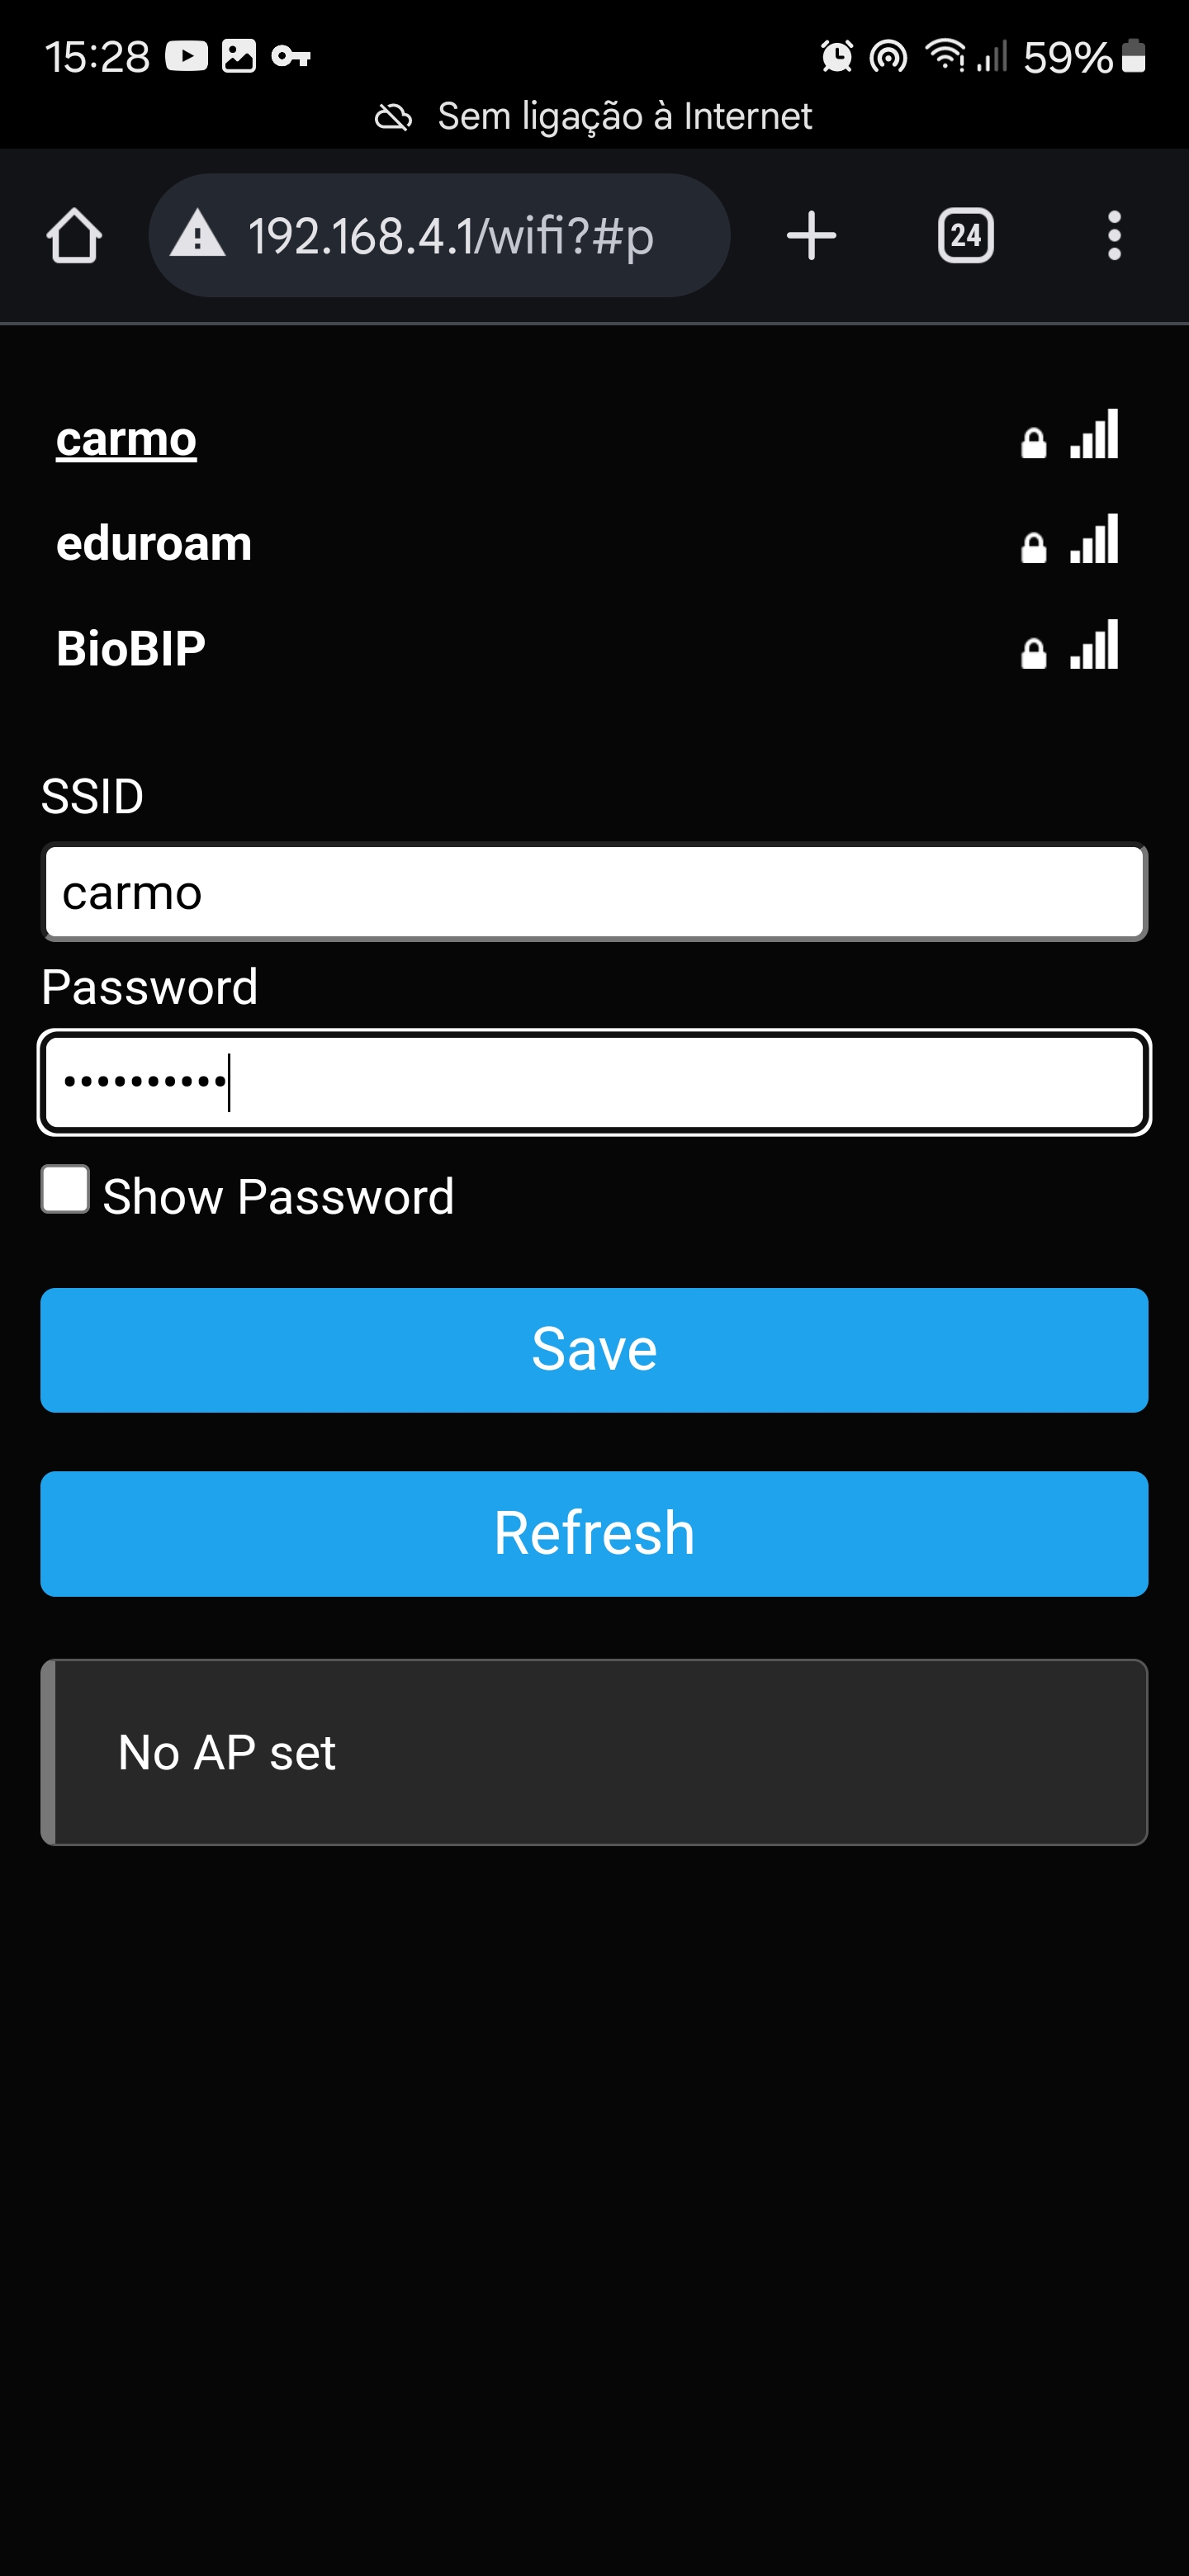 15:28 59%
Sem ligação à Internet
192.168.4.1/wifi?#p 24
carmo
eduroam
BioBIP
SSID
carmo
Password
••••••••••
Show Password
Save
Refresh
No AP set